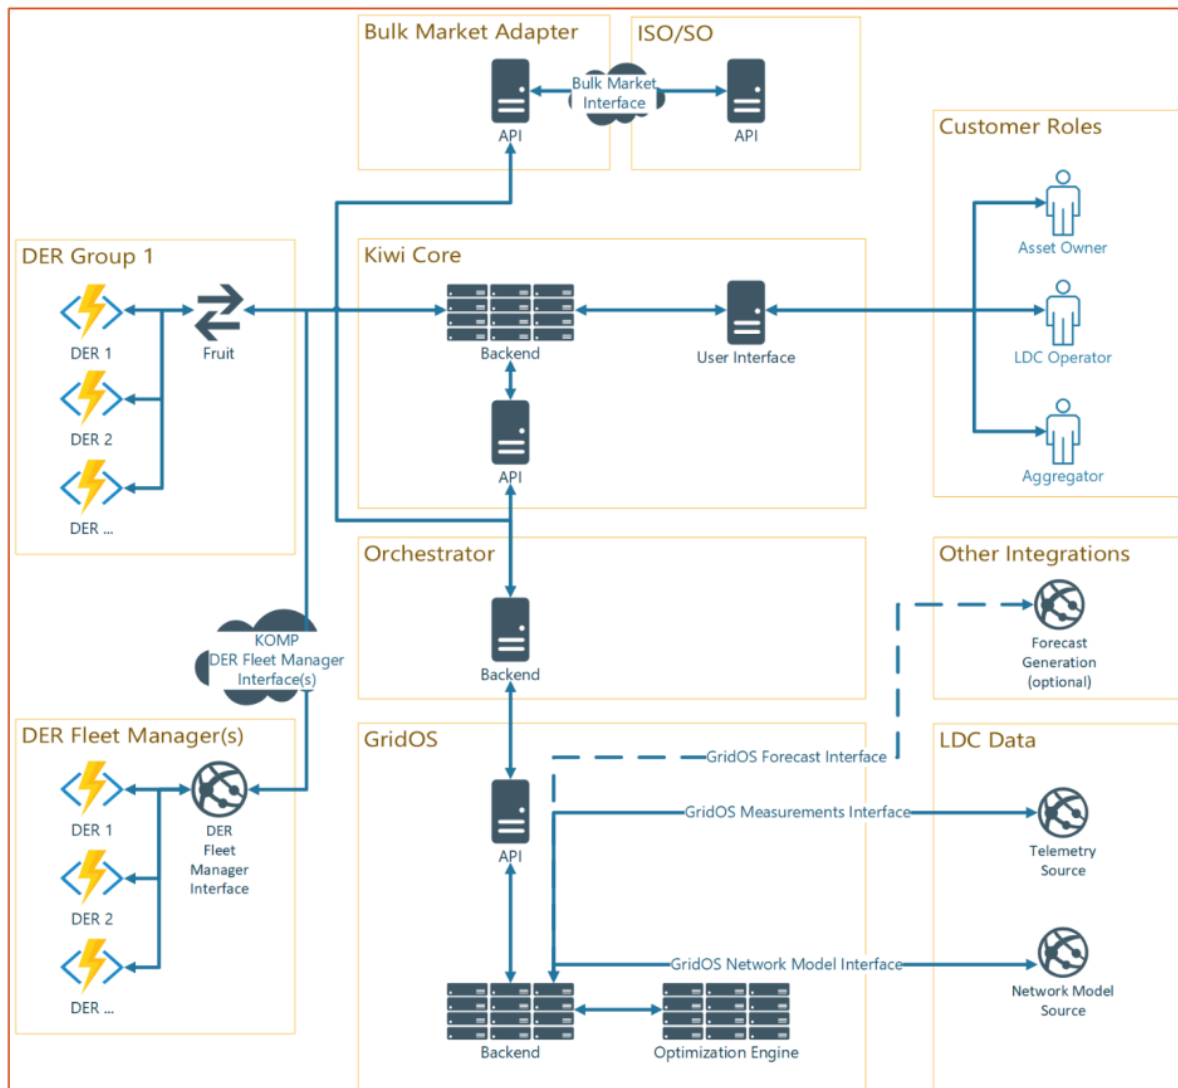 Bulk Market Adapter
ISO/SO
Bulk Market
Interface
API
API
Customer Roles
Asset Owner
LDC Operator
Aggregator
DER Group 1
DER 1
Fruit
DER 2
DER ...
Kiwi Core
Backend
User Interface
API
Orchestrator
Backend
Other Integrations
Forecast
Generation
(optional)
KOMP
DER Fleet Manager
Interface(s)
DER Fleet Manager(s)
DER 1
DER
Fleet
Manager
Interface
DER 2
DER ...
GridOS
GridOS Forecast Interface
GridOS Measurements Interface
API
GridOS Network Model Interface
Backend
Optimization Engine
LDC Data
Telemetry
Source
Network Model
Source